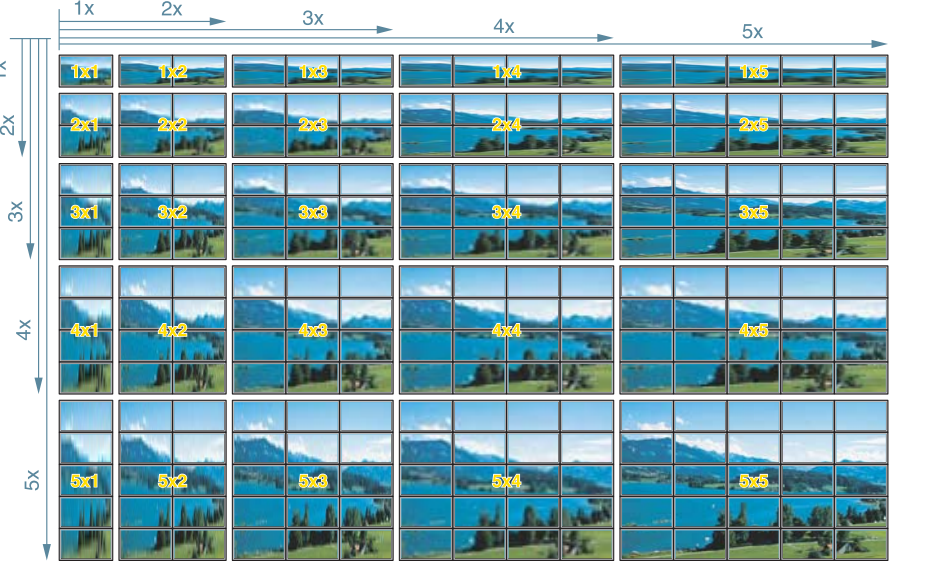 1x 2x 3x 4x 5x
1x
1x1 1x2 1x3 1x4 1x5
2x
2x1 2x2 2x3 2x4 2x5
3x
3x1 3x2 3x3 3x4 3x5
4x
4x1 4x2 4x3 4x4 4x5
5x
5x1 5x2 5x3 5x4 5x5